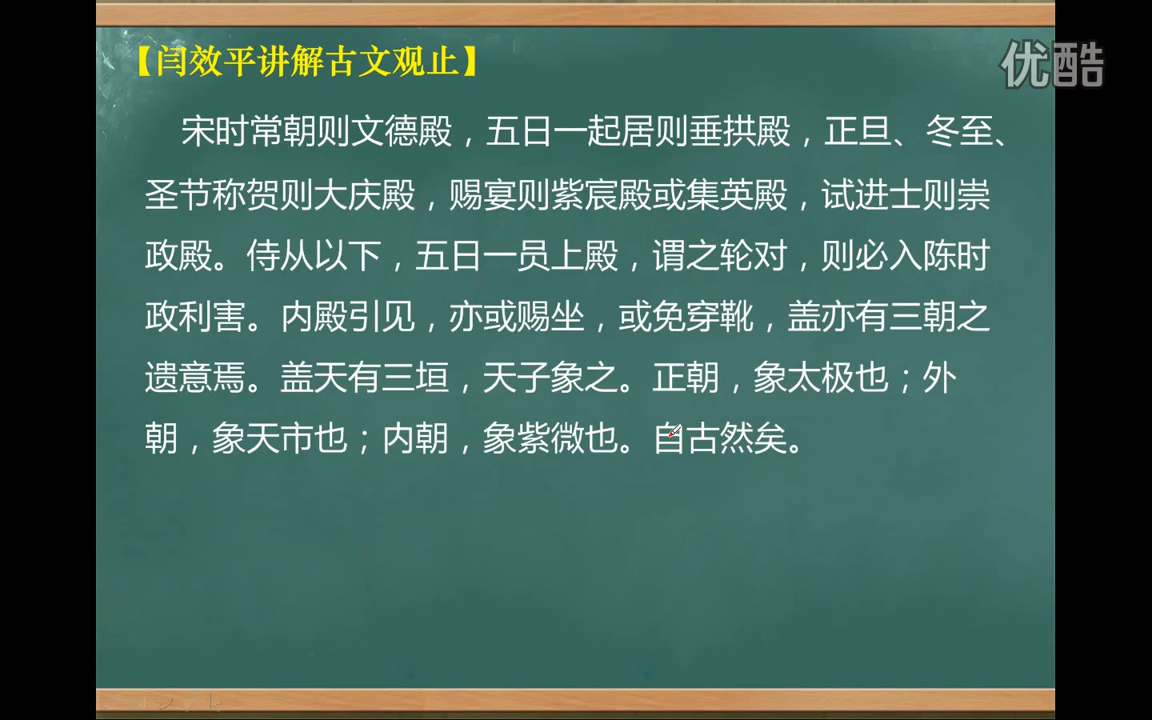 【闫效平讲解古文观止】
优酷
宋时常朝则文德殿，五日一起居则垂拱殿，正旦、冬至、
圣节称贺则大庆殿，赐宴则紫宸殿或集英殿，试进士则崇
政殿。侍从以下，五日一员上殿，谓之轮对，则必入陈时
政利害。内殿引见，亦或赐坐，或免穿靴，盖亦有三朝之
遗意焉。盖天有三垣，天子象之。正朝，象太极也；外
朝，象天市也；内朝，象紫微也。自古然矣。